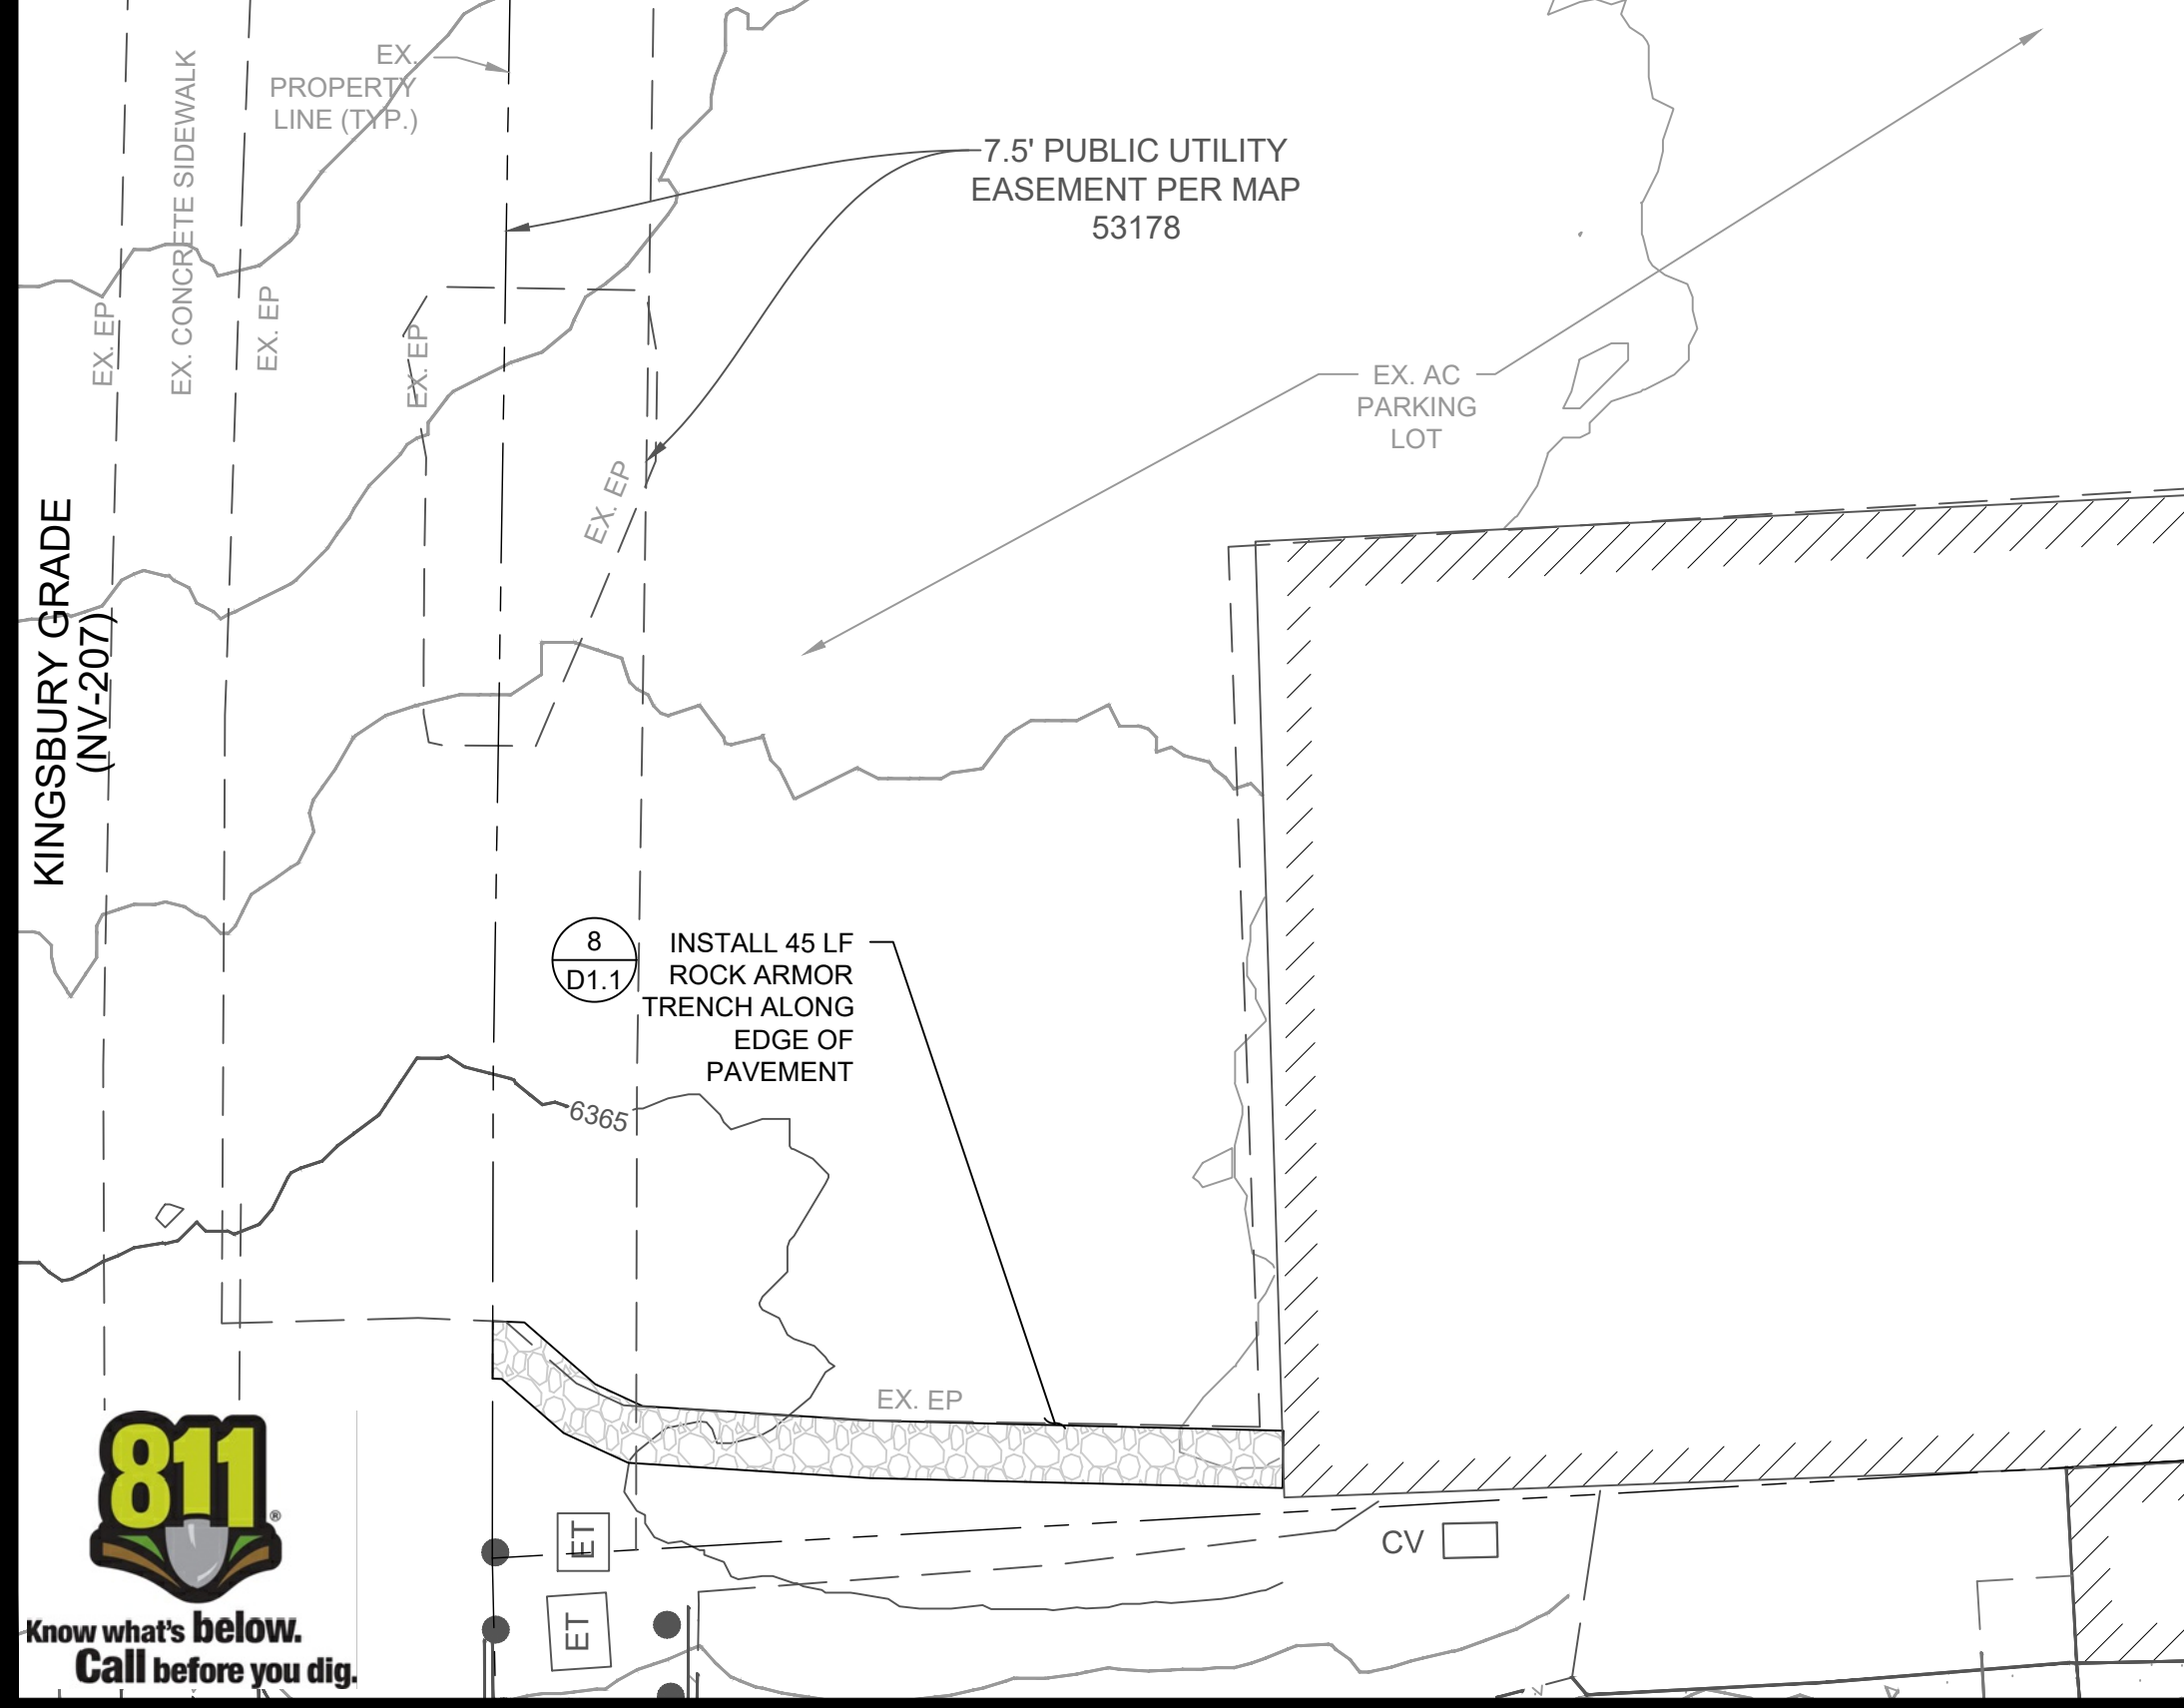 EX.
PROPERTY
LINE (TYP.)
EX. CONCRETE SIDEWALK
EX. EP
EX. EP
EX. EP
EX. EP
7.5' PUBLIC UTILITY
EASEMENT PER MAP
53178
EX. AC
PARKING
LOT
KINGSBURY GRADE
(NV-207)
8
D1.1
INSTALL 45 LF
ROCK ARMOR
TRENCH ALONG
EDGE OF
PAVEMENT
6365
EX. EP
ET
ET
CV
811®
Know what's below.
Call before you dig.